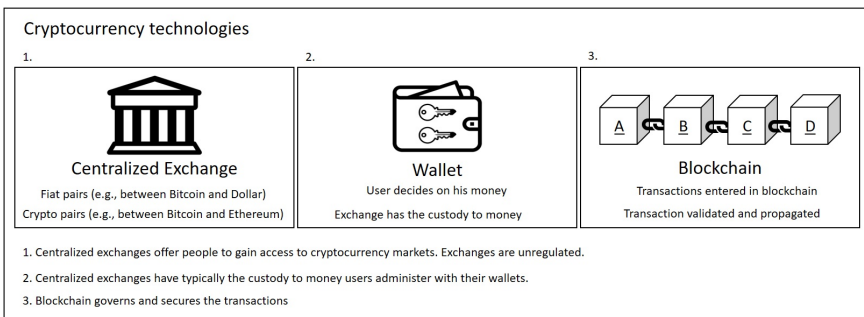 Cryptocurrency technologies
1.
2.
3.
A
B
C
D
Centralized Exchange
Fiat pairs (e.g., between Bitcoin and Dollar)
Crypto pairs (e.g., between Bitcoin and Ethereum)
Wallet
User decides on his money
Exchange has the custody to money
Blockchain
Transactions entered in blockchain
Transaction validated and propagated
1. Centralized exchanges offer people to gain access to cryptocurrency markets. Exchanges are unregulated.
2. Centralized exchanges have typically the custody to money users administer with their wallets.
3. Blockchain governs and secures the transactions